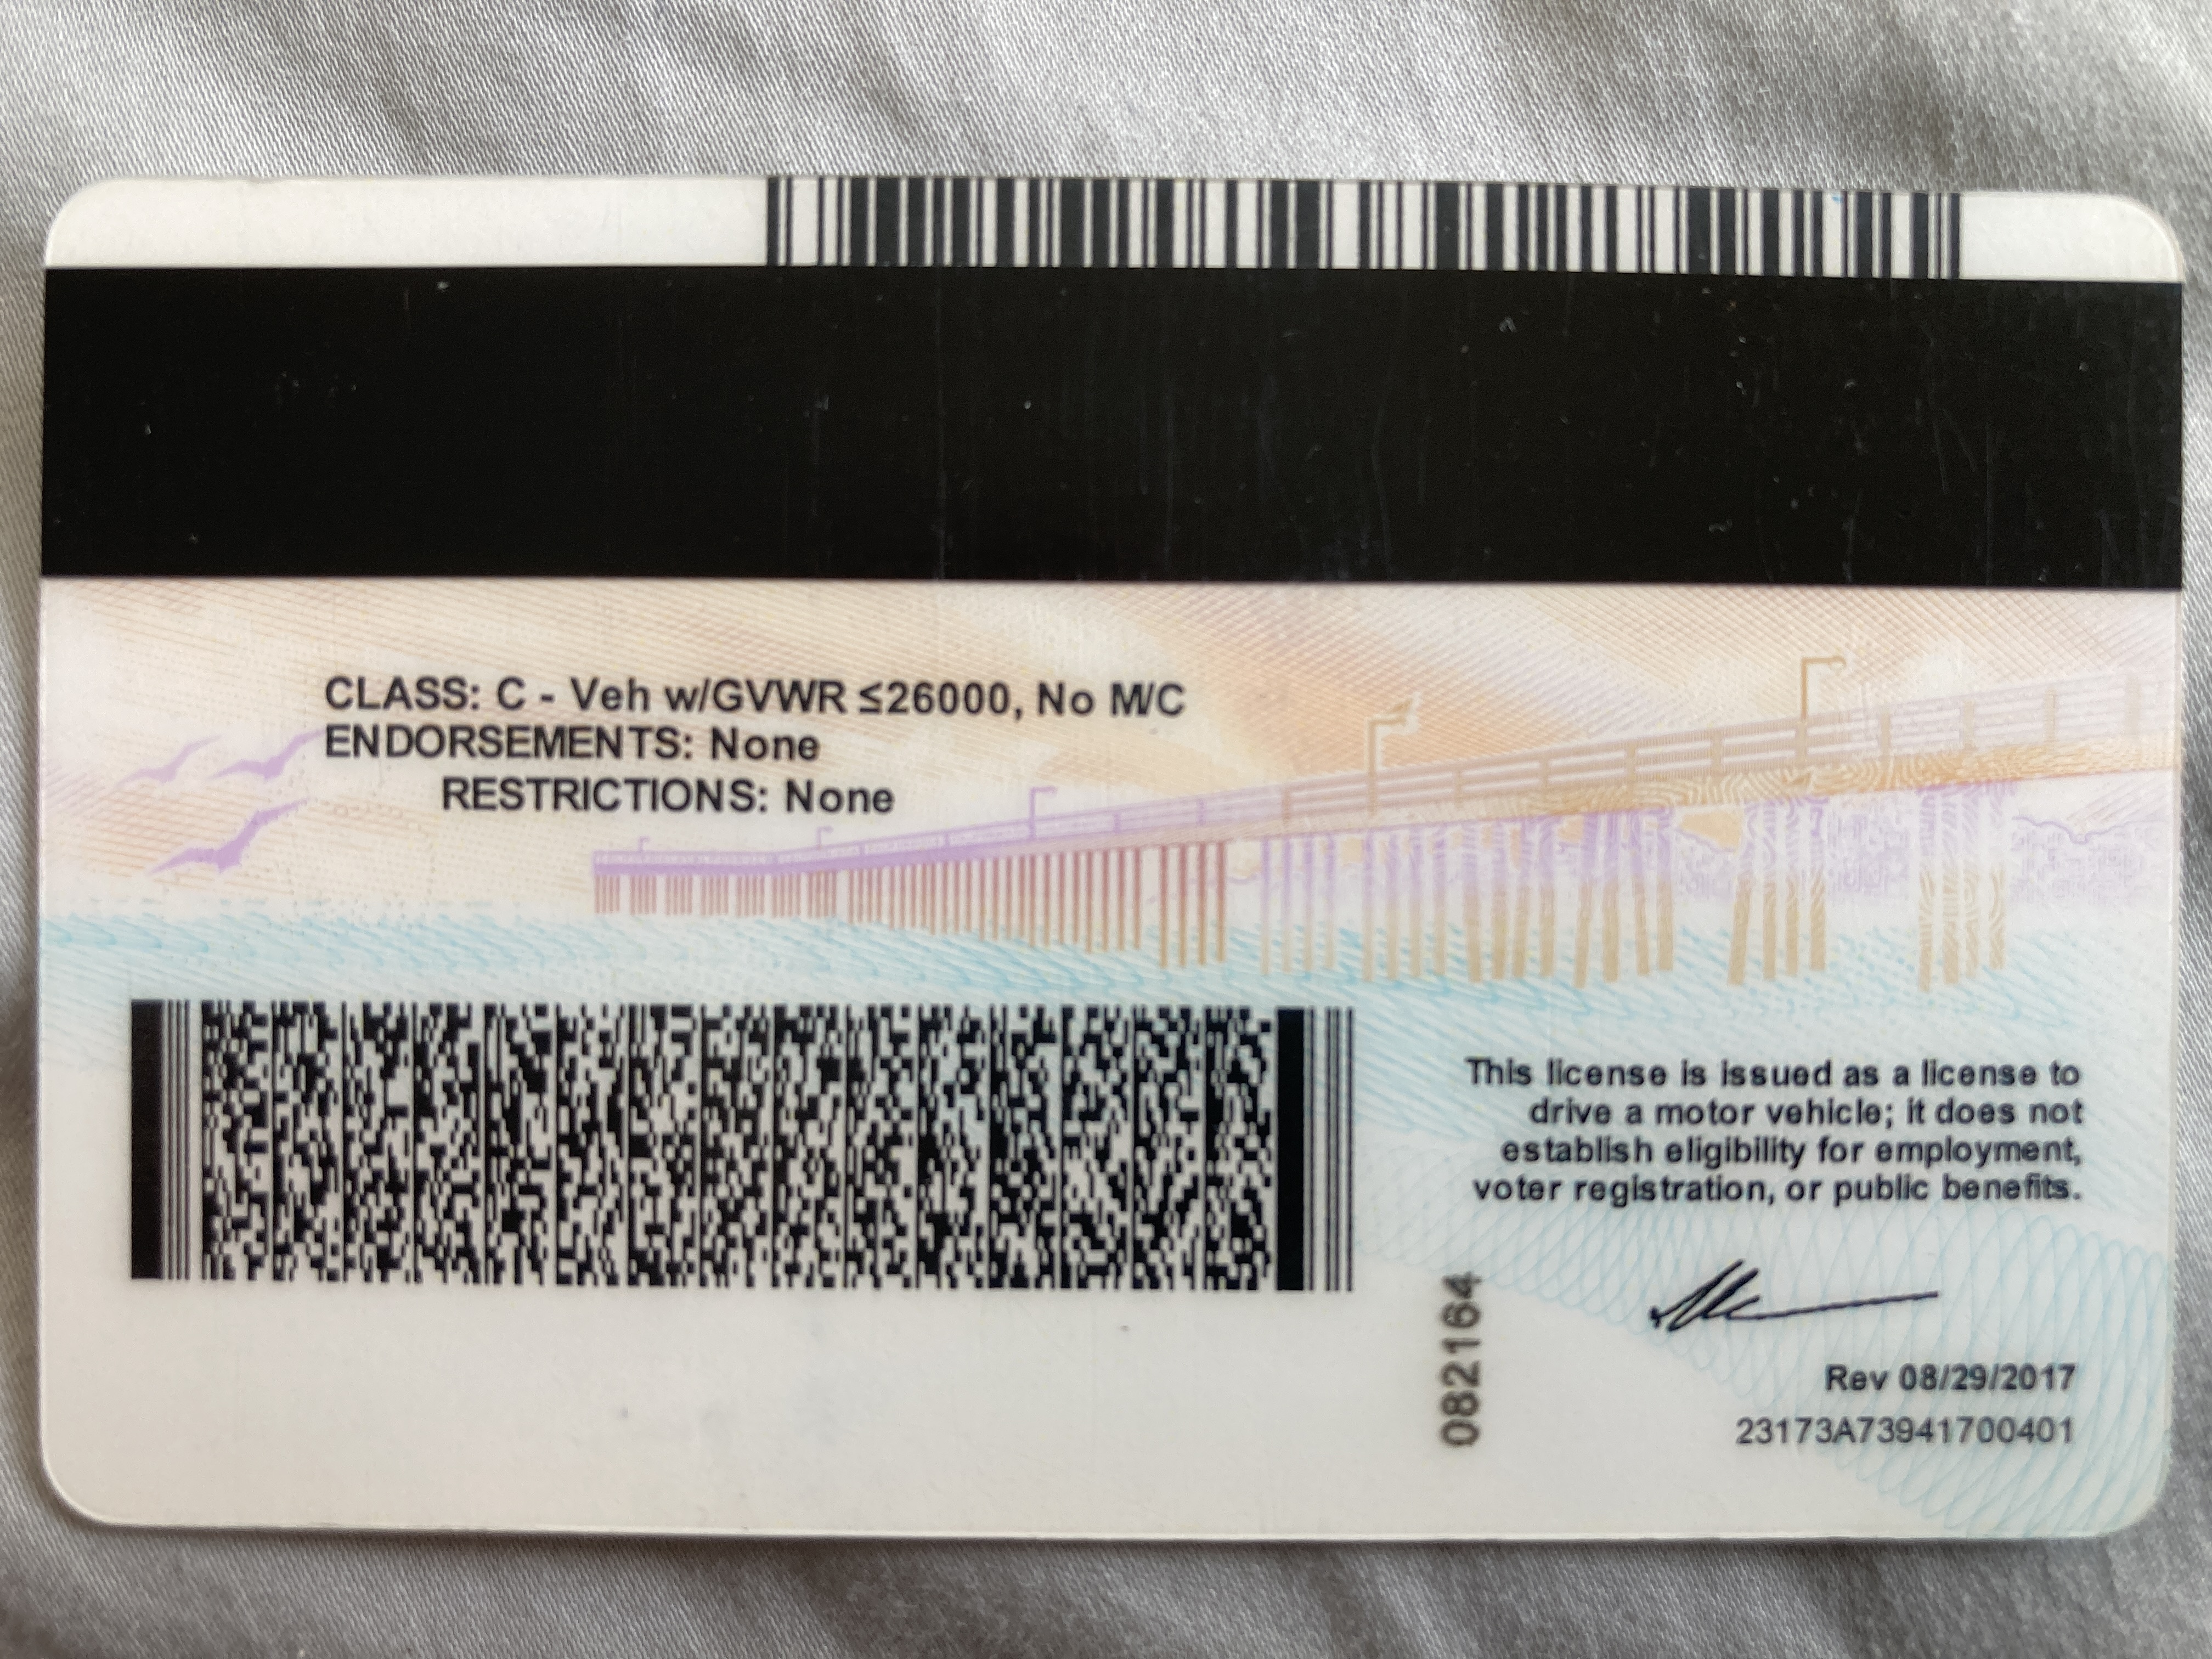 CLASS: C - Veh w/GVWR ≤26000, No M/C
ENDORSEMENTS: None
RESTRICTIONS: None
This license is issued as a license to
drive a motor vehicle; it does not
establish eligibility for employment,
voter registration, or public benefits.
082164
Rev 08/29/2017
23173A73941700401